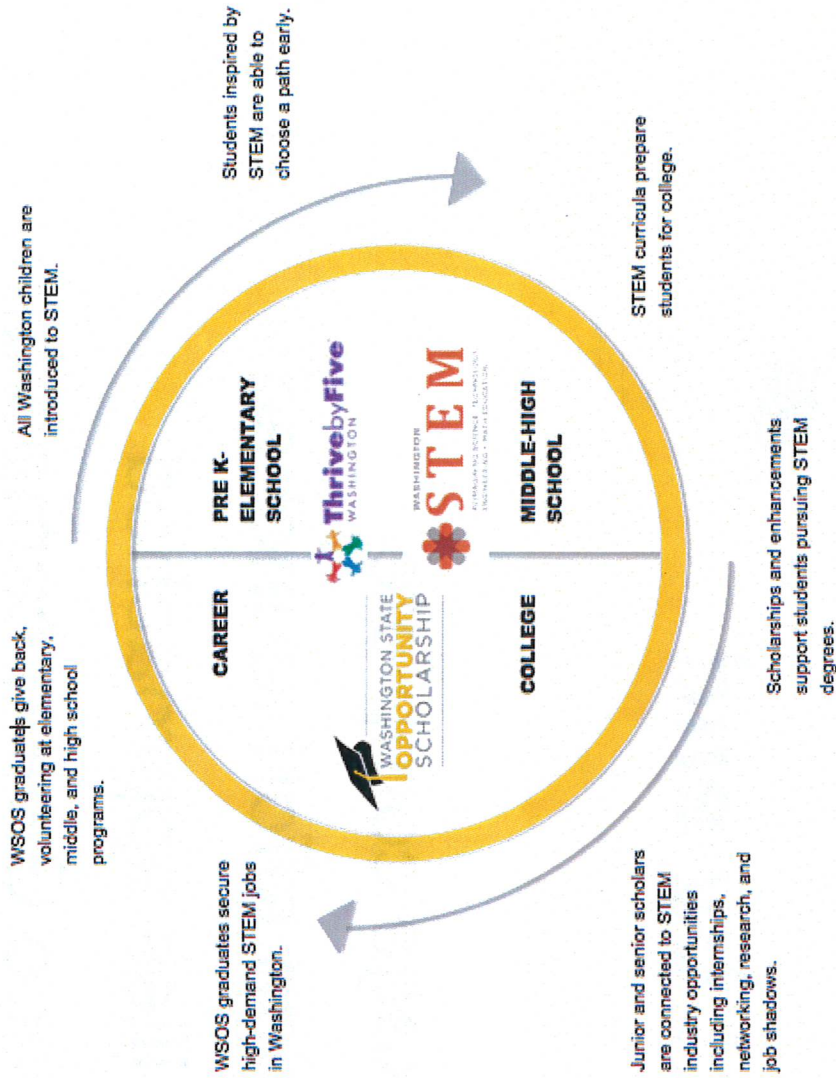 All Washington children are
introduced to STEM.
Students inspired by
STEM are able to
choose a path early.
STEM curricula prepare
students for college.
Scholarships and enhancements
support students pursuing STEM
degrees.
Junior and senior scholars
are connected to STEM
industry opportunities
including internships,
networking, research, and
job shadows.
WSOS graduates secure
high-demand STEM jobs
in Washington.
WSOS graduates give back,
volunteering at elementary,
middle, and high school
programs.
CAREER
PRE K-
ELEMENTARY
SCHOOL
ThrivebyFive
WASHINGTON
WASHINGTON STATE
OPPORTUNITY
SCHOLARSHIP
WASHINGTON
STEM
COLLEGE
MIDDLE-HIGH
SCHOOL